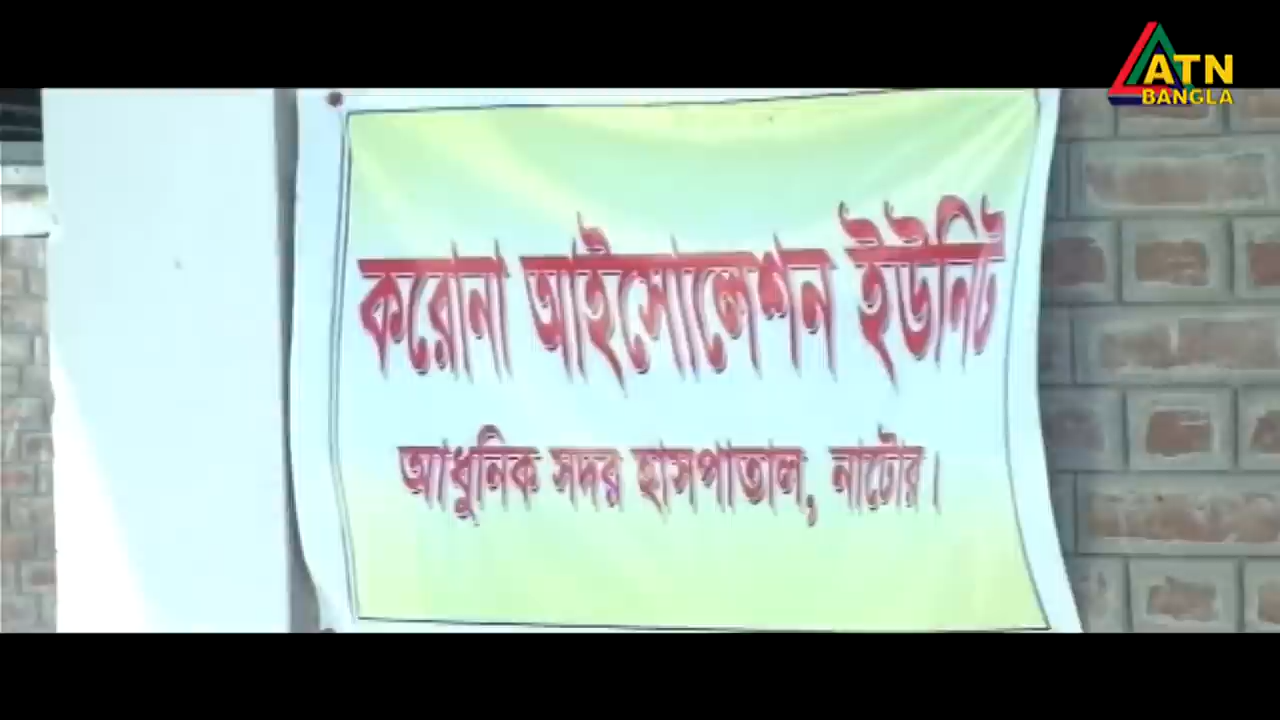 ATN
BANGLA
করোনা আইসোলেশন ইউনিট
আধুনিক সদর হাসপাতাল, নাটোর।